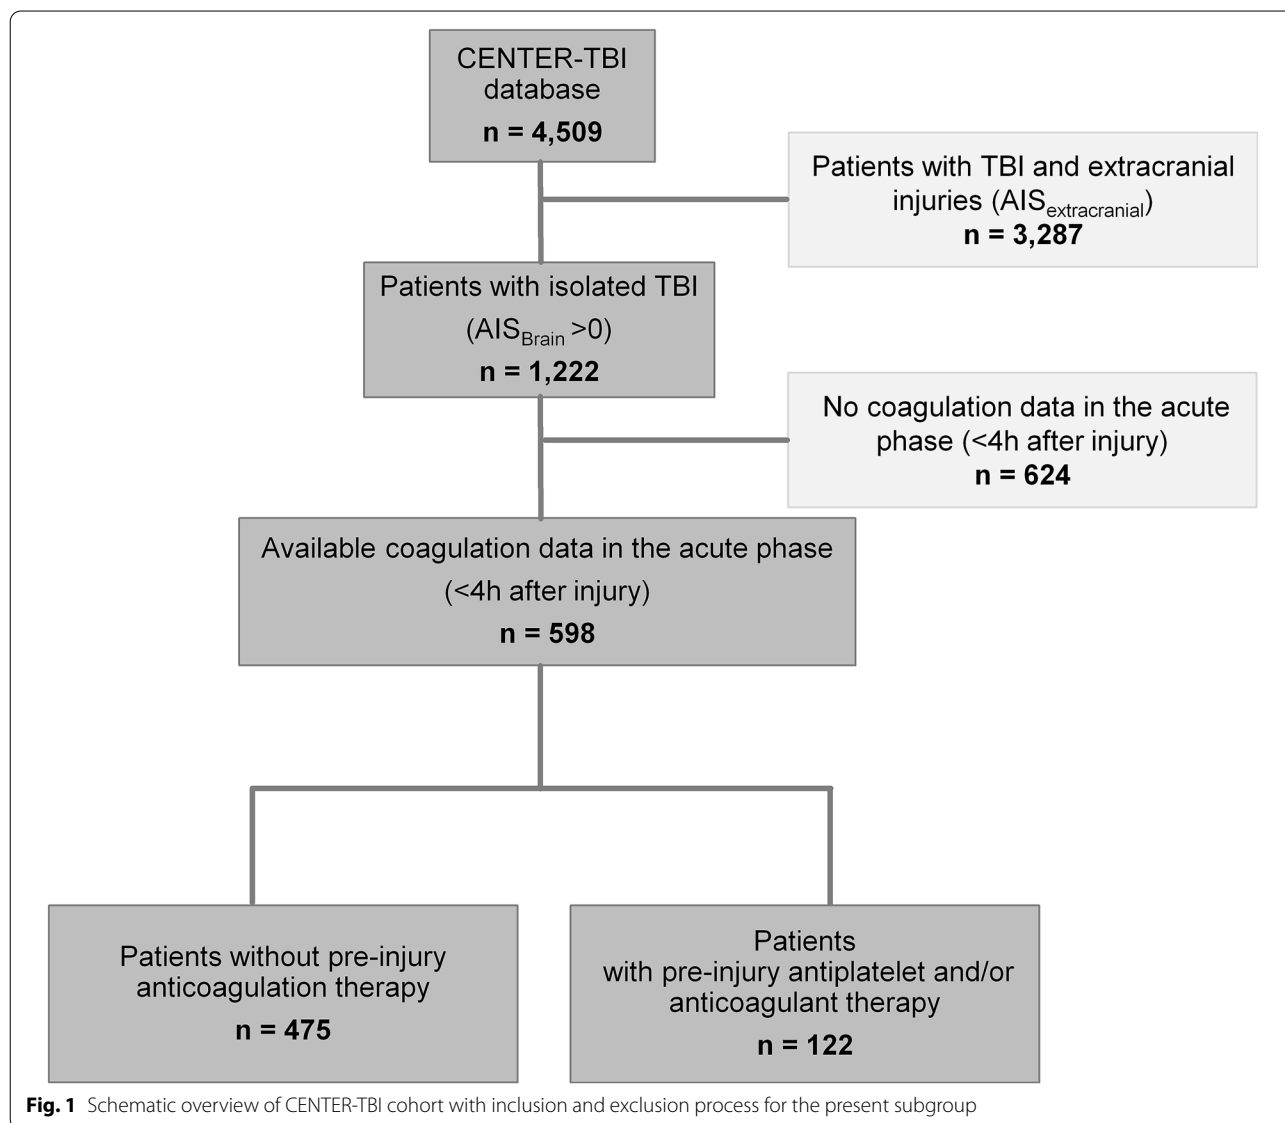 CENTER-TBI
database
n = 4,509
Patients with TBI and extracranial
injuries (AISextracranial)
n = 3,287
Patients with isolated TBI
(AISBrain >0)
n = 1,222
No coagulation data in the acute
phase (<4h after injury)
n = 624
Available coagulation data in the acute phase
(<4h after injury)
n = 598
Patients without pre-injury
anticoagulation therapy
n = 475
Patients
with pre-injury antiplatelet and/or
anticoagulant therapy
n = 122
Fig. 1 Schematic overview of CENTER-TBI cohort with inclusion and exclusion process for the present subgroup